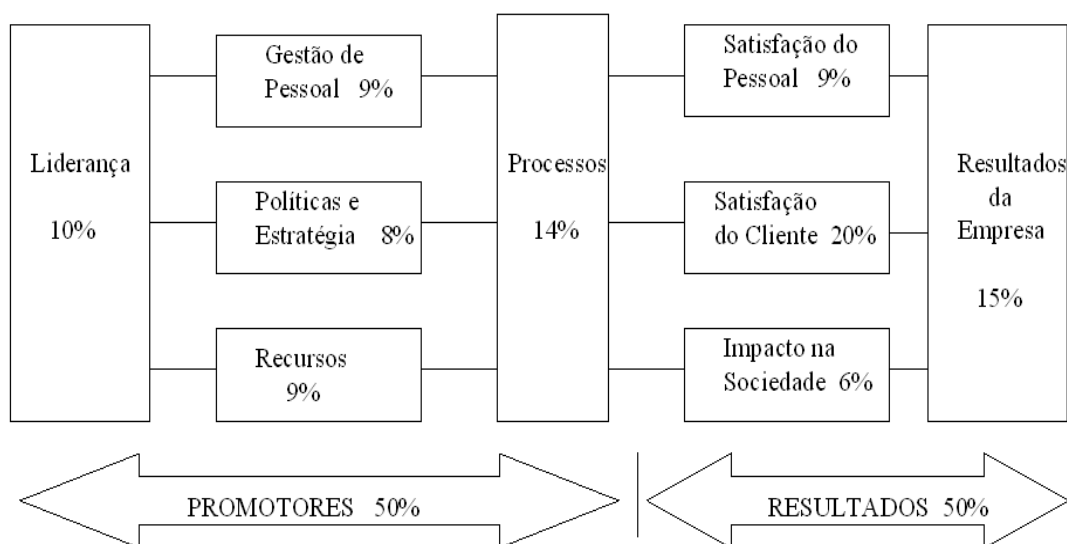 Liderança
10%
Gestão de
Pessoal 9%
Políticas e
Estratégia 8%
Recursos
9%
Processos
14%
Satisfação do
Pessoal 9%
Satisfação
do Cliente 20%
Impacto na
Sociedade 6%
Resultados
da
Empresa
15%
PROMOTORES 50%
RESULTADOS 50%